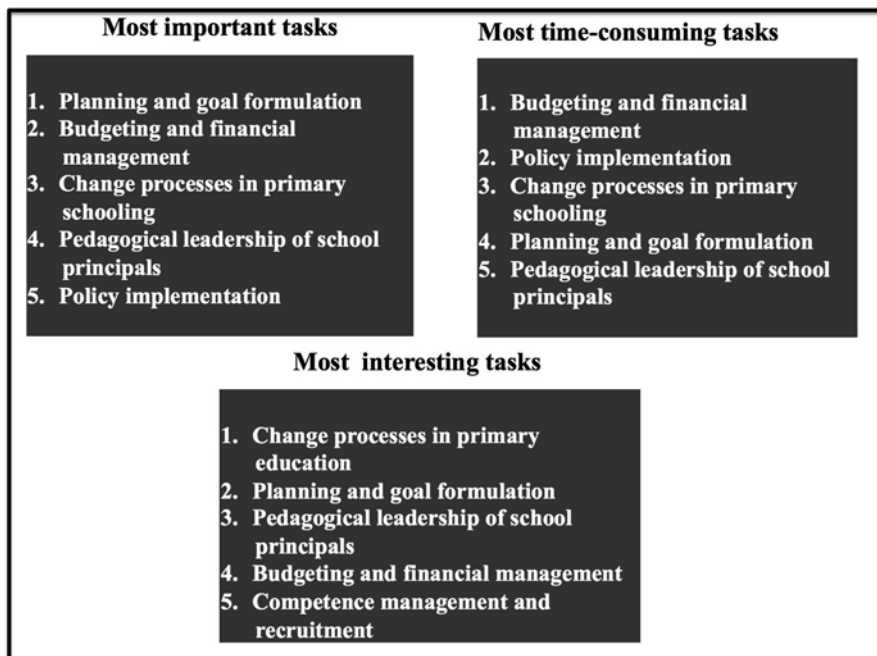 Most important tasks
1. Planning and goal formulation
2. Budgeting and financial
management
3. Change processes in primary
schooling
4. Pedagogical leadership of school
principals
5. Policy implementation
Most time-consuming tasks
1. Budgeting and financial
management
2. Policy implementation
3. Change processes in primary
schooling
4. Planning and goal formulation
5. Pedagogical leadership of school
principals
Most interesting tasks
1. Change processes in primary
education
2. Planning and goal formulation
3. Pedagogical leadership of school
principals
4. Budgeting and financial management
5. Competence management and
recruitment